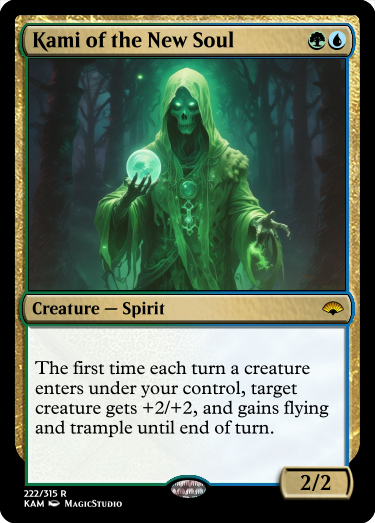 Kami of the New Soul
Creature — Spirit
The first time each turn a creature
enters under your control, target
creature gets +2/+2, and gains flying
and trample until end of turn.
2/2
222/315 R
KAM MagicStudio